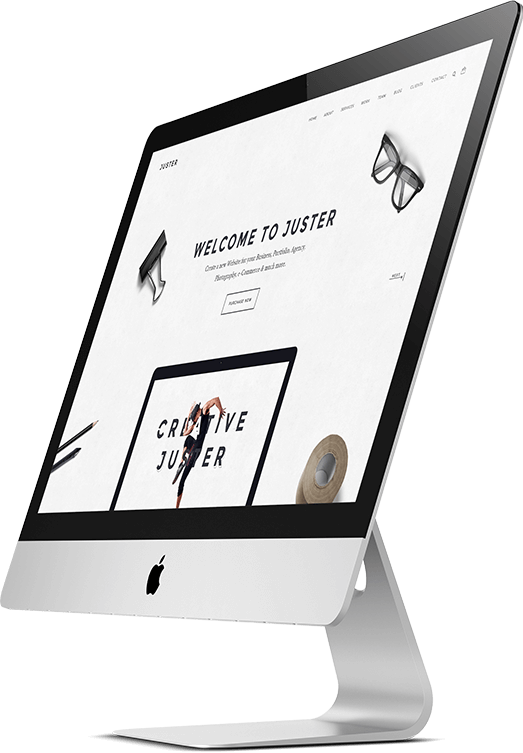 JUSTER
HOME ABOUT SERVICES WORK TEAM BLOG CLIENTS CONTACT
WELCOME TO JUSTER
Create a new Website for your Business, Portfolio, Agency,
Photography, e-Commerce & much more.
PURCHASE NOW
CREATIVE
JUSTER